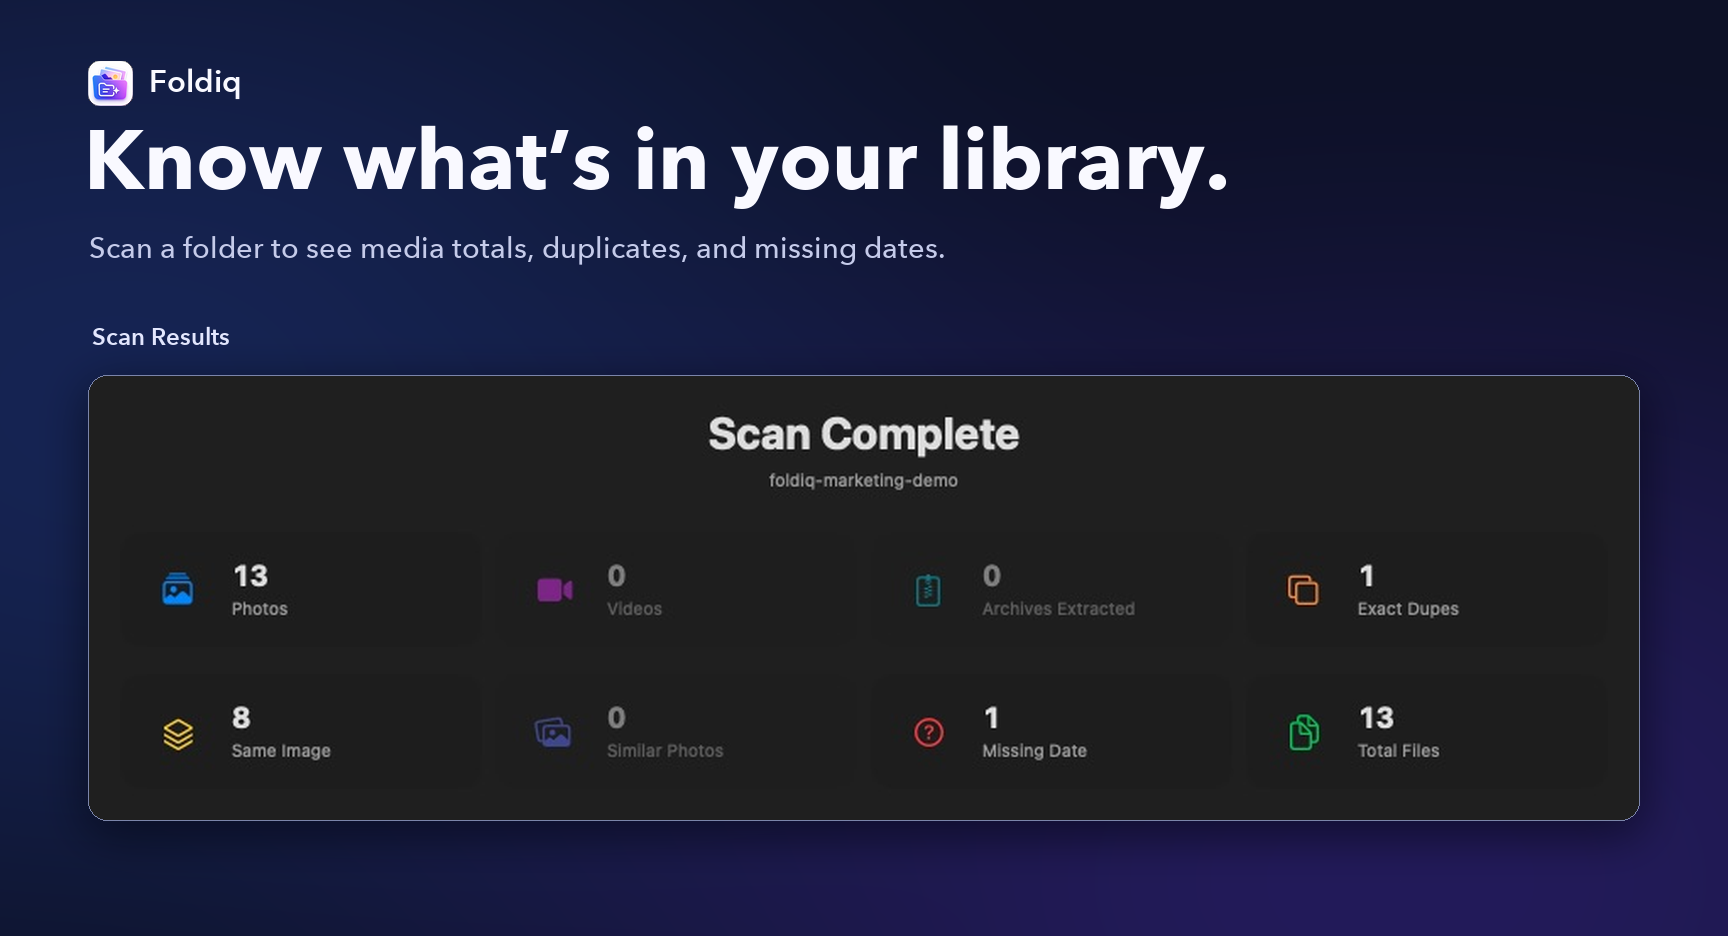 Foldiq
Know what’s in your library.
Scan a folder to see media totals, duplicates, and missing dates.
Scan Results
Scan Complete
foldiq-marketing-demo
13
Photos
0
Videos
0
Archives Extracted
1
Exact Dupes
8
Same Image
0
Similar Photos
1
Missing Date
13
Total Files